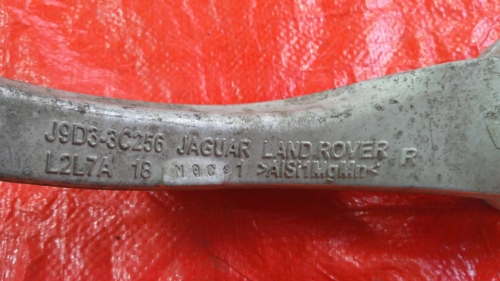 J9D3-3C256 JAGUAR LAND ROVER R
L2L7A 18 >AlSi1MgMn<